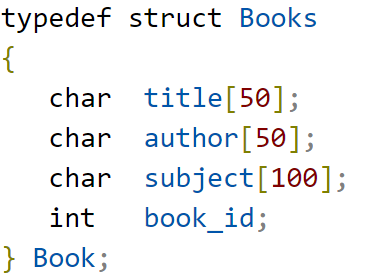 typedef struct Books
{
   char  title[50];
   char  author[50];
   char  subject[100];
   int   book_id;
} Book;